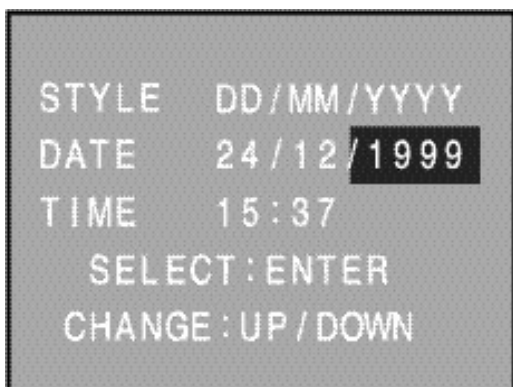 STYLE DD/MM/YYYY
DATE 24/12/1999
TIME 15:37
SELECT:ENTER
CHANGE:UP/DOWN